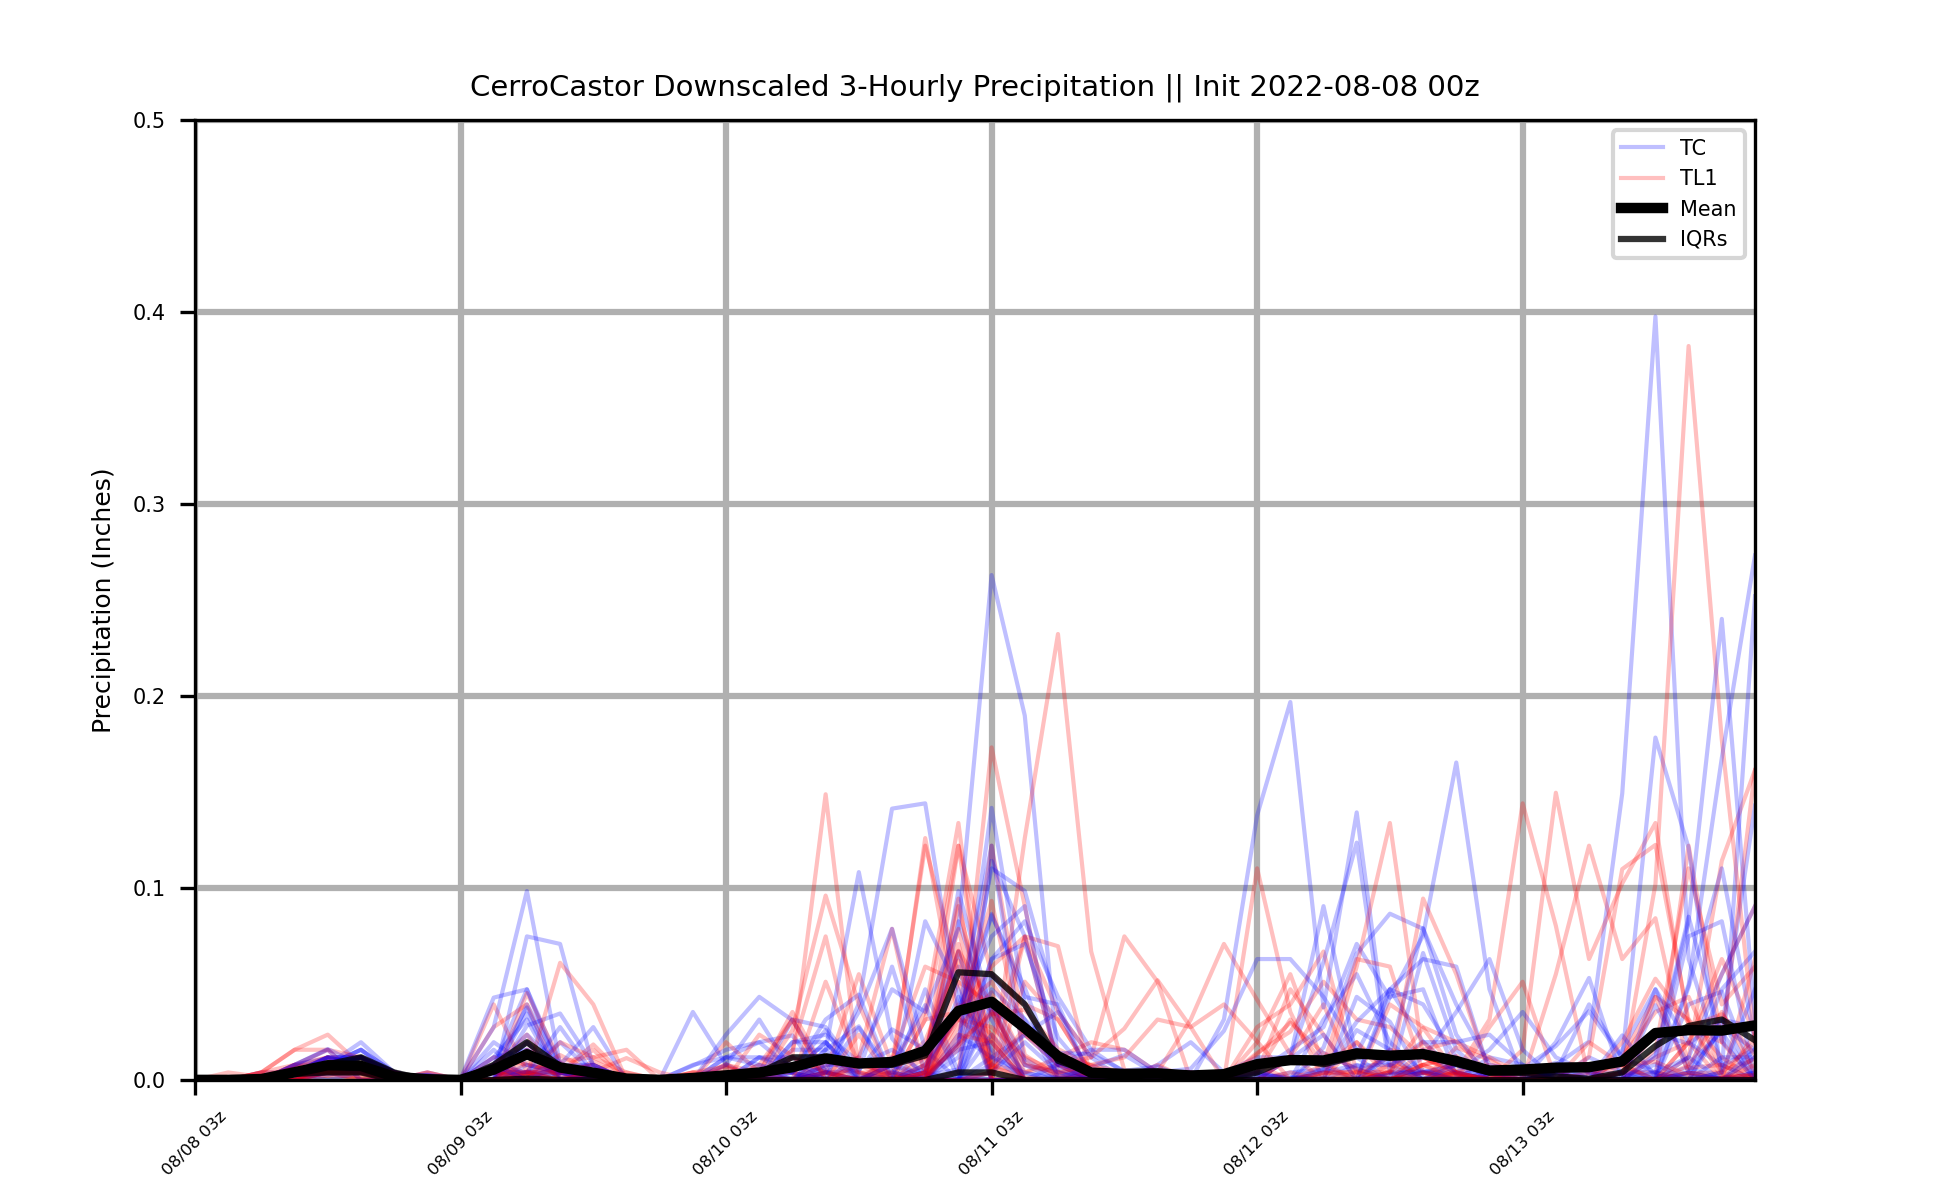 CerroCastor Downscaled 3-Hourly Precipitation || Init 2022-08-08 00z
0.5
0.4
0.3
0.2
0.1
0.0
Precipitation (Inches)
TC
TL1
Mean
IQRs
08/08 03z
08/09 03z
08/10 03z
08/11 03z
08/12 03z
08/13 03z